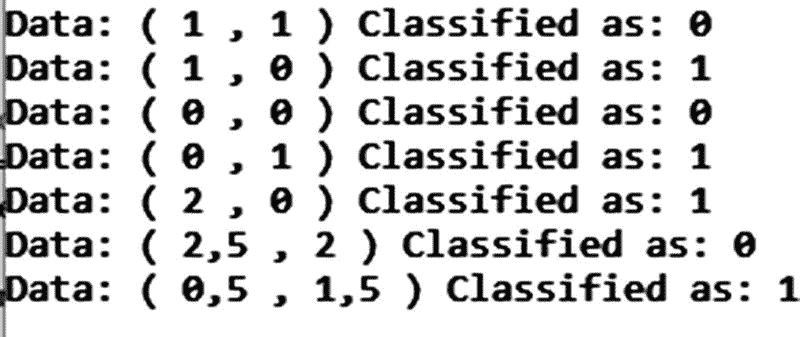 Data: ( 1 , 1 ) Classified as: 0
Data: ( 1 , 0 ) Classified as: 1
Data: ( 0 , 0 ) Classified as: 0
Data: ( 0 , 1 ) Classified as: 1
Data: ( 2 , 0 ) Classified as: 1
Data: ( 2,5 , 2 ) Classified as: 0
Data: ( 0,5 , 1,5 ) Classified as: 1